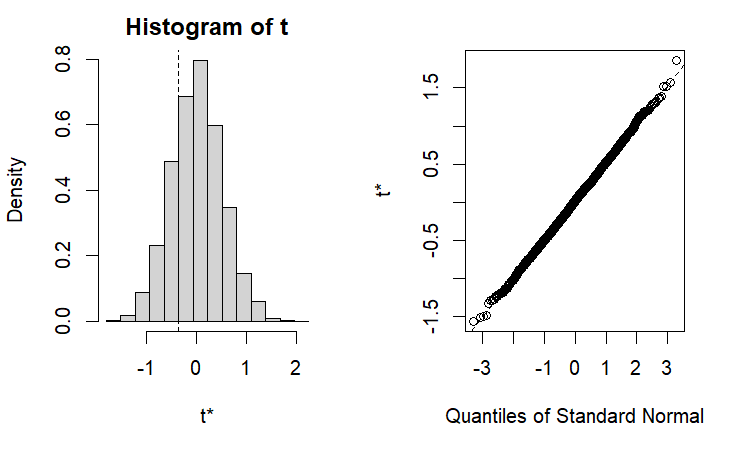 Histogram of t
Density
0.0 0.2 0.4 0.6 0.8
-1 0 1 2
t*
t*
-1.5 -0.5 0.5 1.5
-3 -1 0 1 2 3
Quantiles of Standard Normal